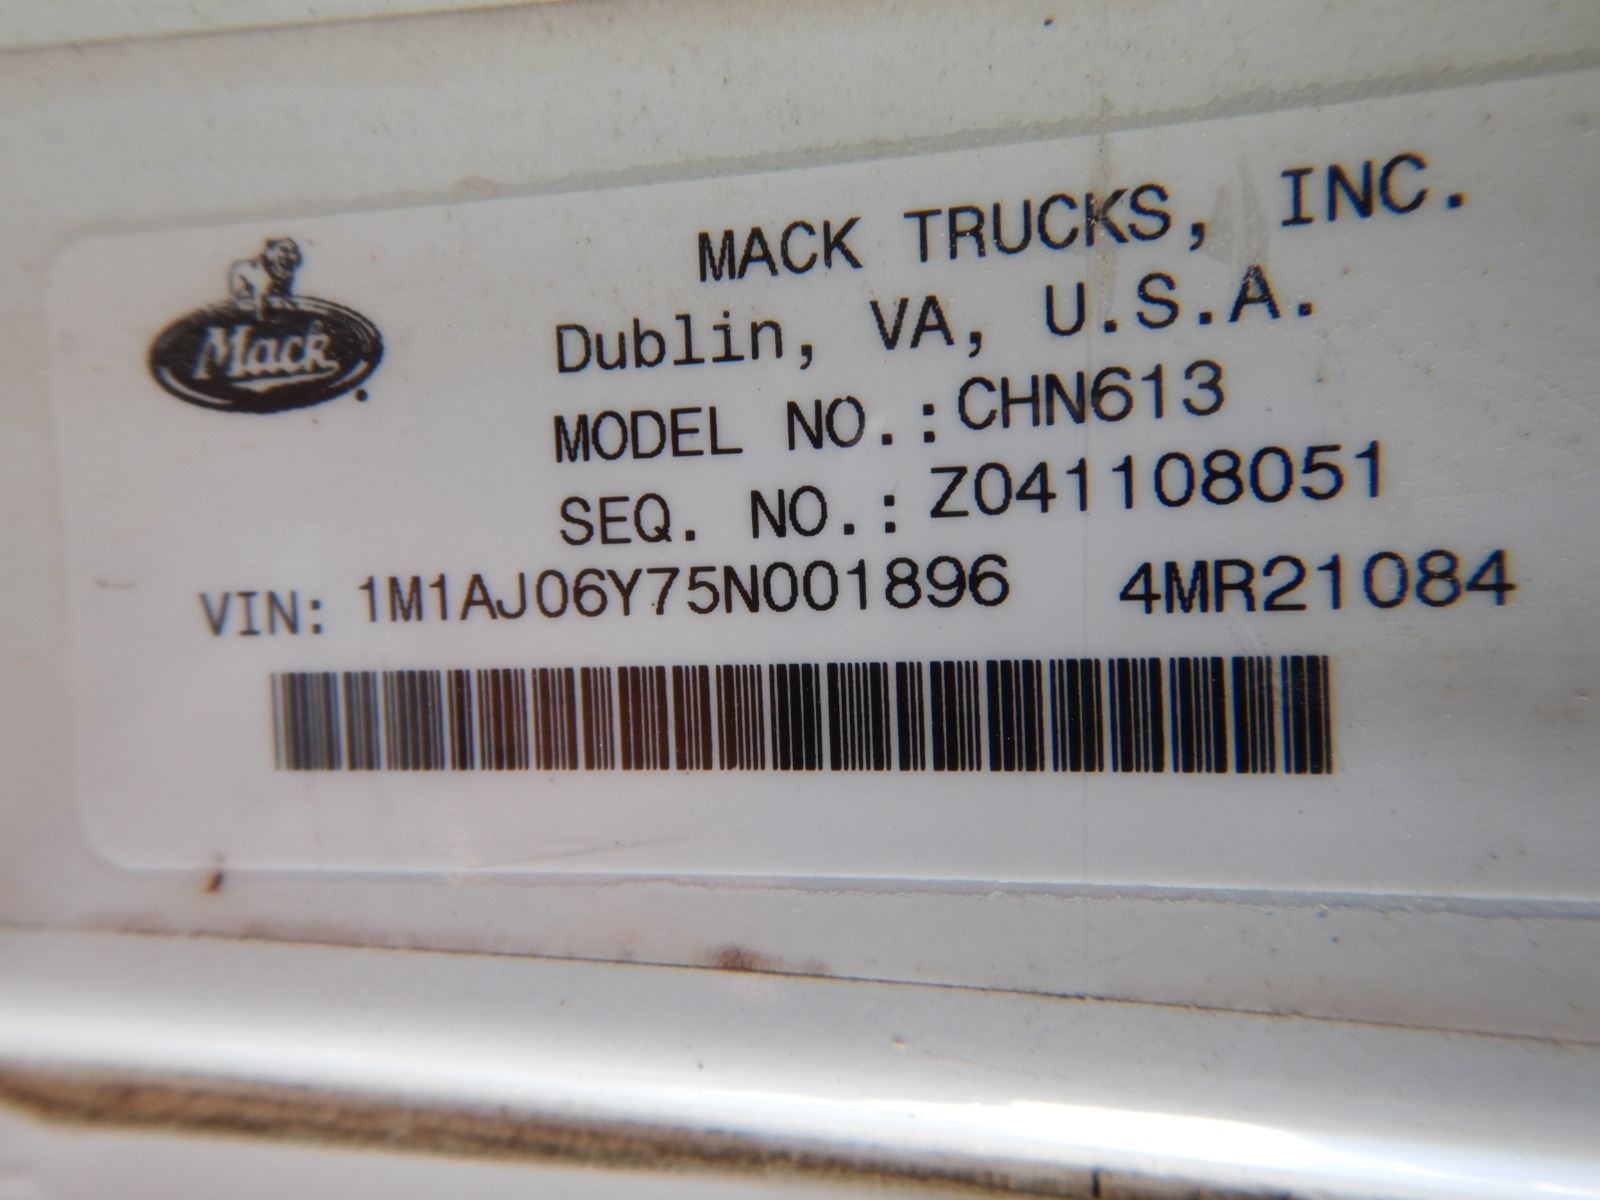 Mack
MACK TRUCKS, INC.
Dublin, VA, U.S.A.
MODEL NO.:CHN613
SEQ. NO.: Z041108051
VIN: 1M1AJ06Y75N001896 4MR21084